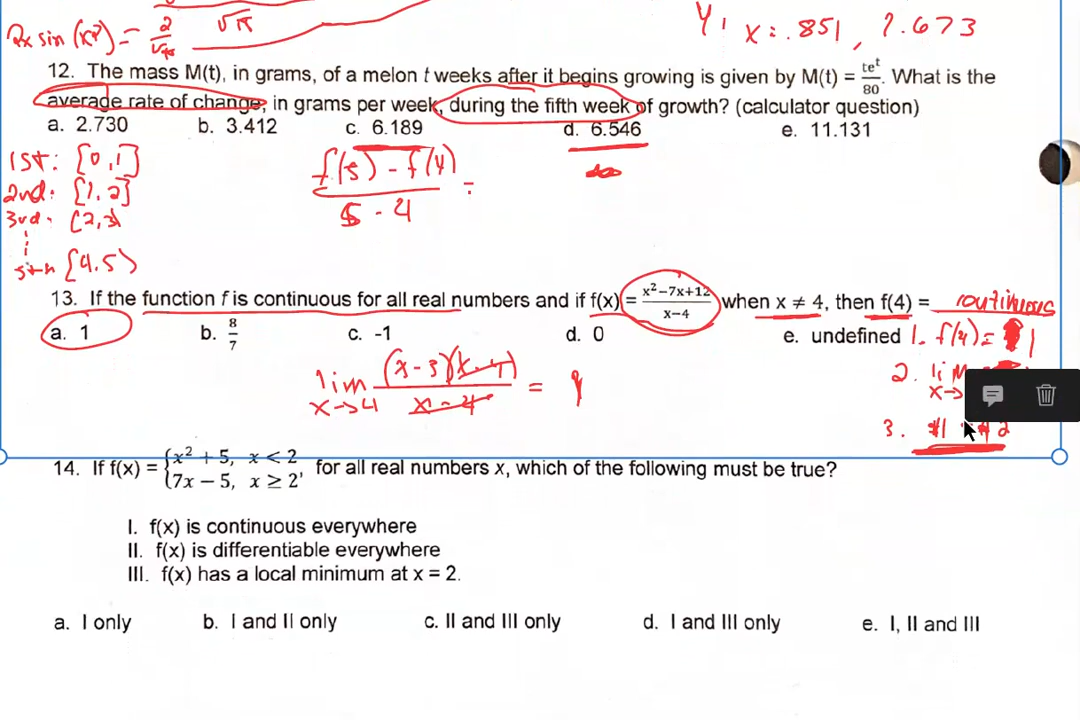 2x sin(x²) = 2/√π
√π
Y₁ x = .851, 2.673
12. The mass M(t), in grams, of a melon t weeks after it begins growing is given by M(t) = te^t/80. What is the
average rate of change, in grams per week, during the fifth week of growth? (calculator question)
a. 2.730 b. 3.412 c. 6.189 d. 6.546 e. 11.131
1st: [0,1]
2nd: [1,2]
3rd: [2,3]
5th [4,5]
f(5) - f(4) / 5 - 4 =
13. If the function f is continuous for all real numbers and if f(x) = x²−7x+12/x−4 when x ≠ 4, then f(4) =
continuous
a. 1 b. 8/7 c. -1 d. 0 e. undefined
1. f(4) = 1
lim x→4 (x-3)(x-4)/x-4 = 1
2. lim x→
3. #1 #2
14. If f(x) = {x² + 5, x < 2
{7x − 5, x ≥ 2' for all real numbers x, which of the following must be true?
I. f(x) is continuous everywhere
II. f(x) is differentiable everywhere
III. f(x) has a local minimum at x = 2.
a. I only b. I and II only c. II and III only d. I and III only e. I, II and III